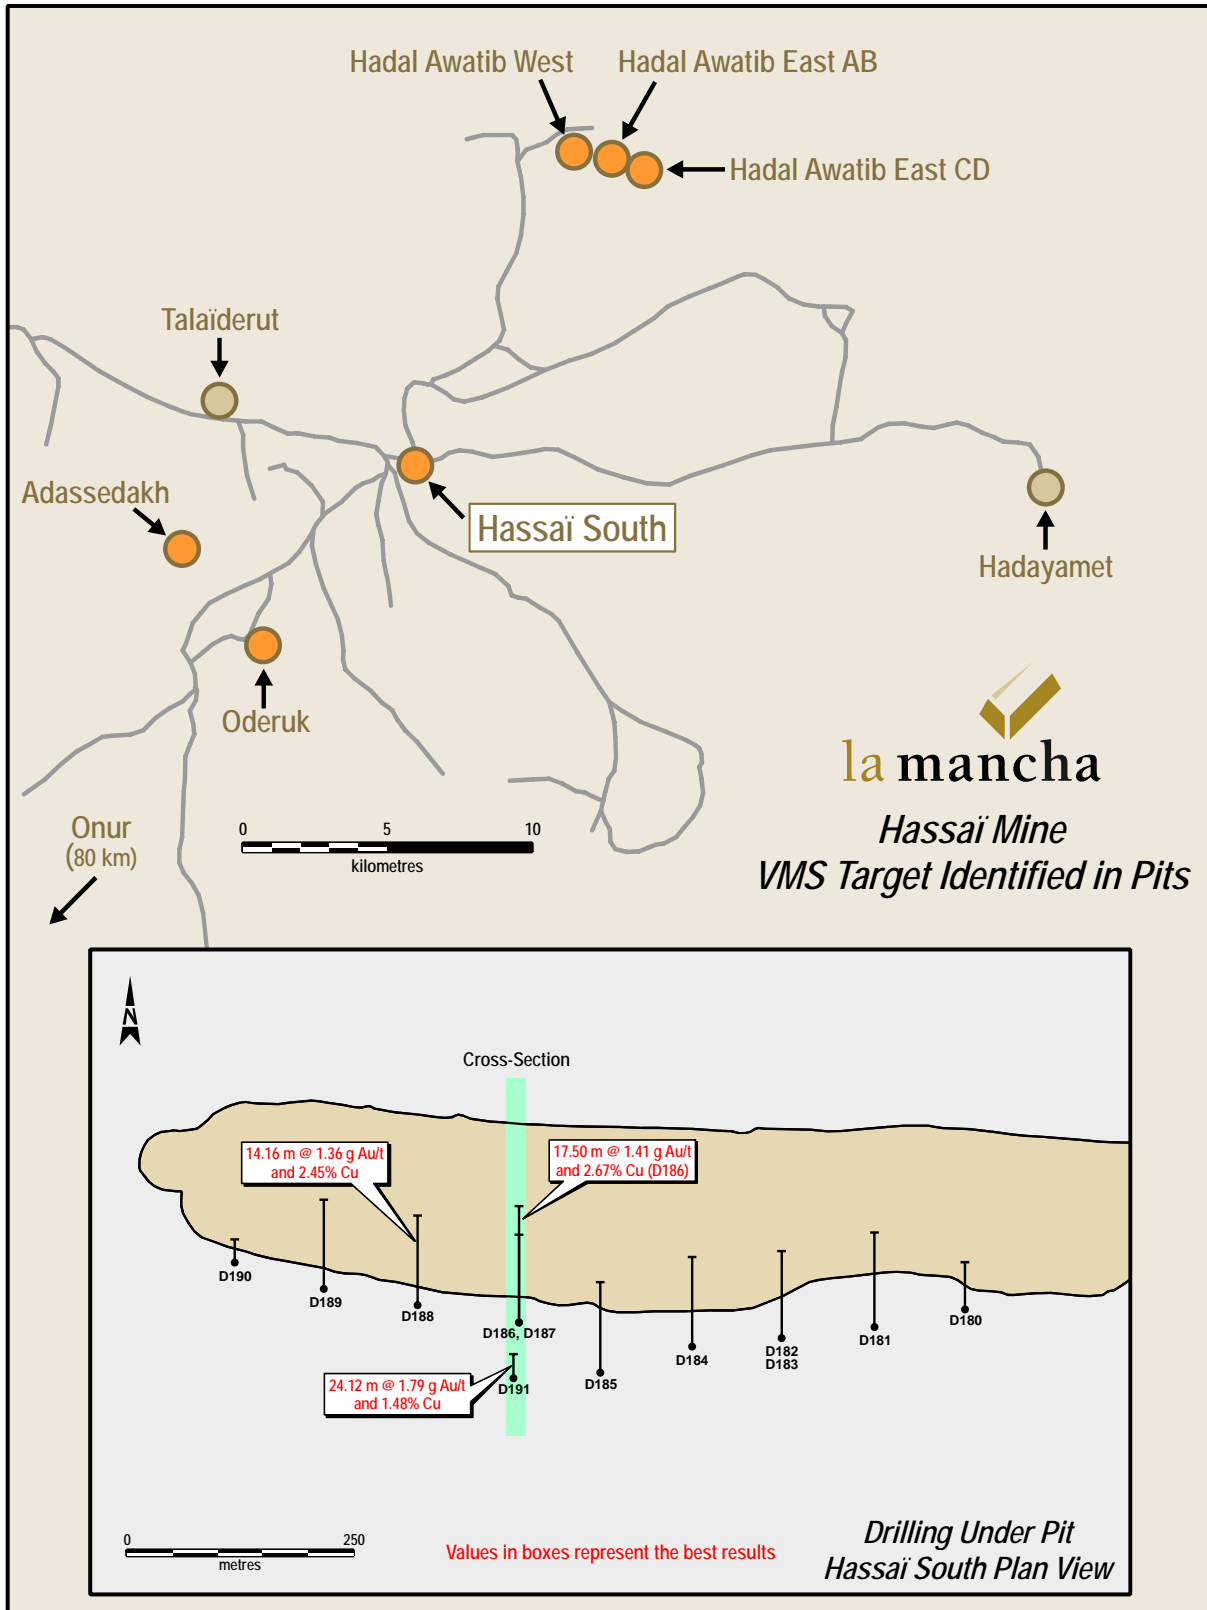 Hadal Awatib West
Hadal Awatib East AB
Hadal Awatib East CD
Talaïderut
Adassedakh
Hassaï South
Hadayamet
Oderuk
la mancha
Onur
(80 km)
0 5 10
kilometres
Hassaï Mine
VMS Target Identified in Pits
N
Cross-Section
14.16 m @ 1.36 g Au/t
and 2.45% Cu
17.50 m @ 1.41 g Au/t
and 2.67% Cu (D186)
D190
D189
D188
D186, D187
D185
D184
D182
D183
D181
D180
24.12 m @ 1.79 g Au/t
and 1.48% Cu
D191
0 250
metres
Values in boxes represent the best results
Drilling Under Pit
Hassaï South Plan View